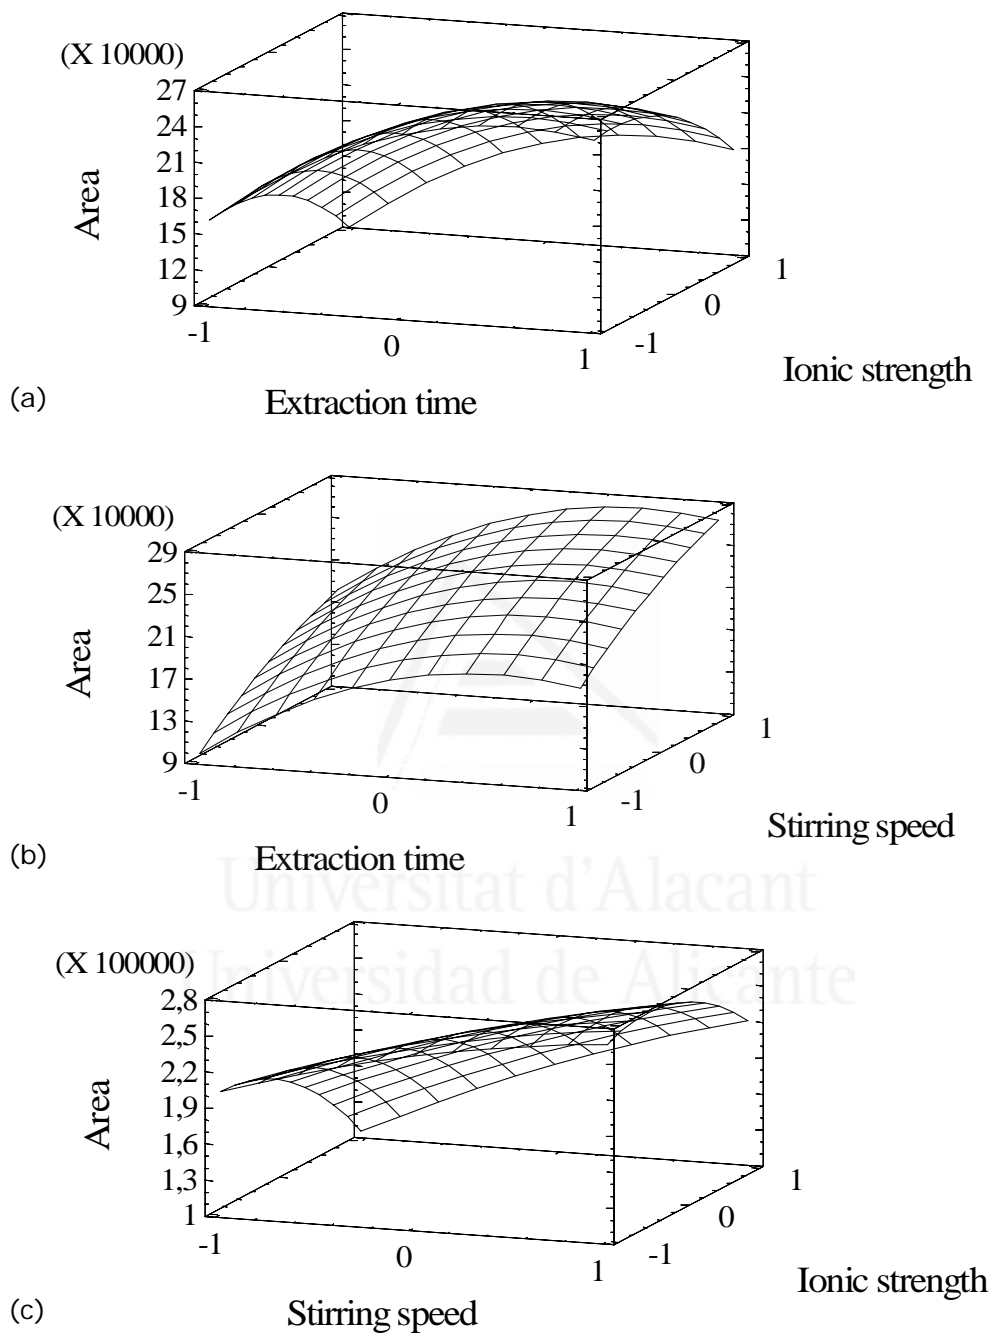 (X 10000)
27
24
21
18
15
12
9
Area
-1
0
1
-1
0
1
Extraction time
Ionic strength
(a)
(X 10000)
29
25
21
17
13
9
Area
-1
0
1
-1
0
1
Extraction time
Stirring speed
(b)
Universitat d'Alacant
Universidad de Alicante
(X 100000)
2,8
2,5
2,2
1,9
1,6
1,3
1
Area
-1
0
1
-1
0
1
Stirring speed
Ionic strength
(c)